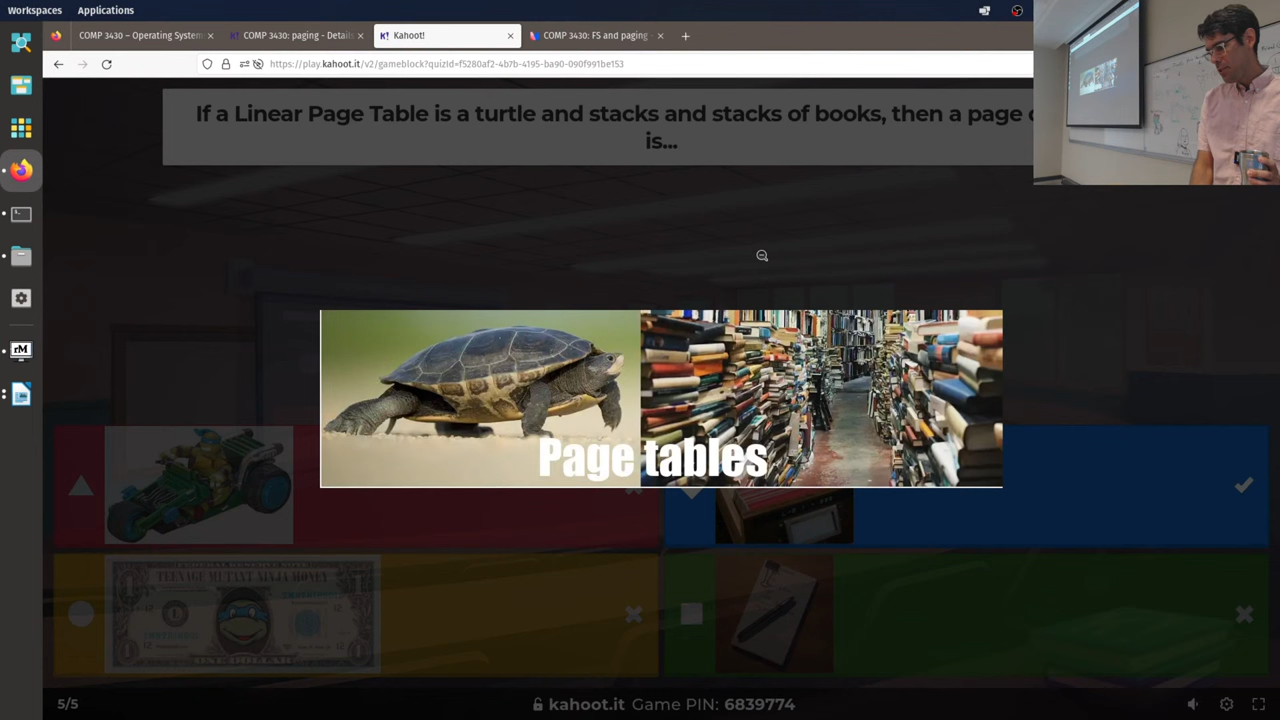 Workspaces Applications
COMP 3430 – Operating System
COMP 3430: paging - Details
Kahoot!
COMP 3430: FS and paging -
https://play.kahoot.it/v2/gameblock?quizId=f5280af2-4b7b-4195-ba90-090f991be153
If a Linear Page Table is a turtle and stacks and stacks of books, then a page
is...
Page tables
TEENAGE MUTANT NINJA MONEY
ONE DOLLAR
rM
5/5
kahoot.it Game PIN: 6839774